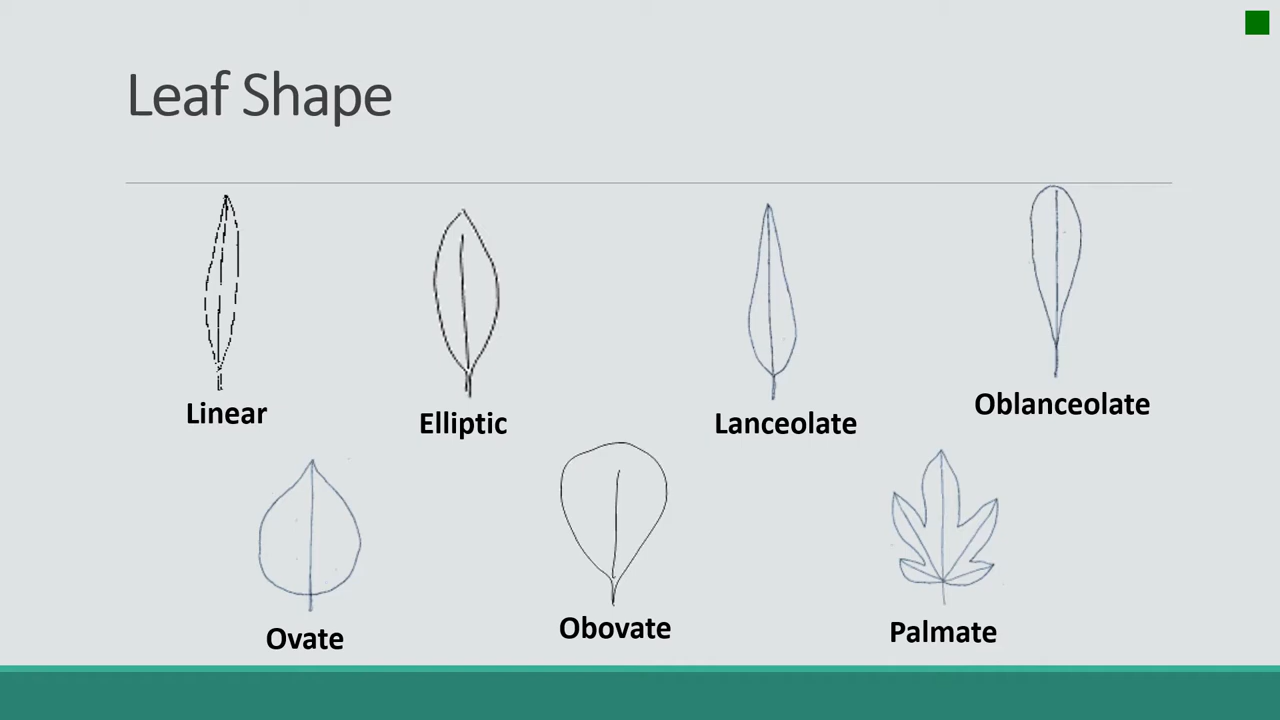 Leaf Shape
Linear
Elliptic
Lanceolate
Oblanceolate
Ovate
Obovate
Palmate